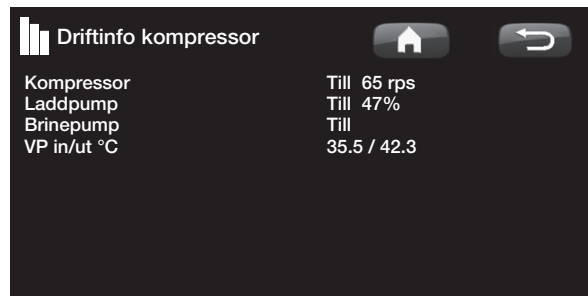 Driftinfo kompressor
Kompressor Till 65 rps
Laddpump Till 47%
Brinepump Till
VP in/ut °C 35.5 / 42.3